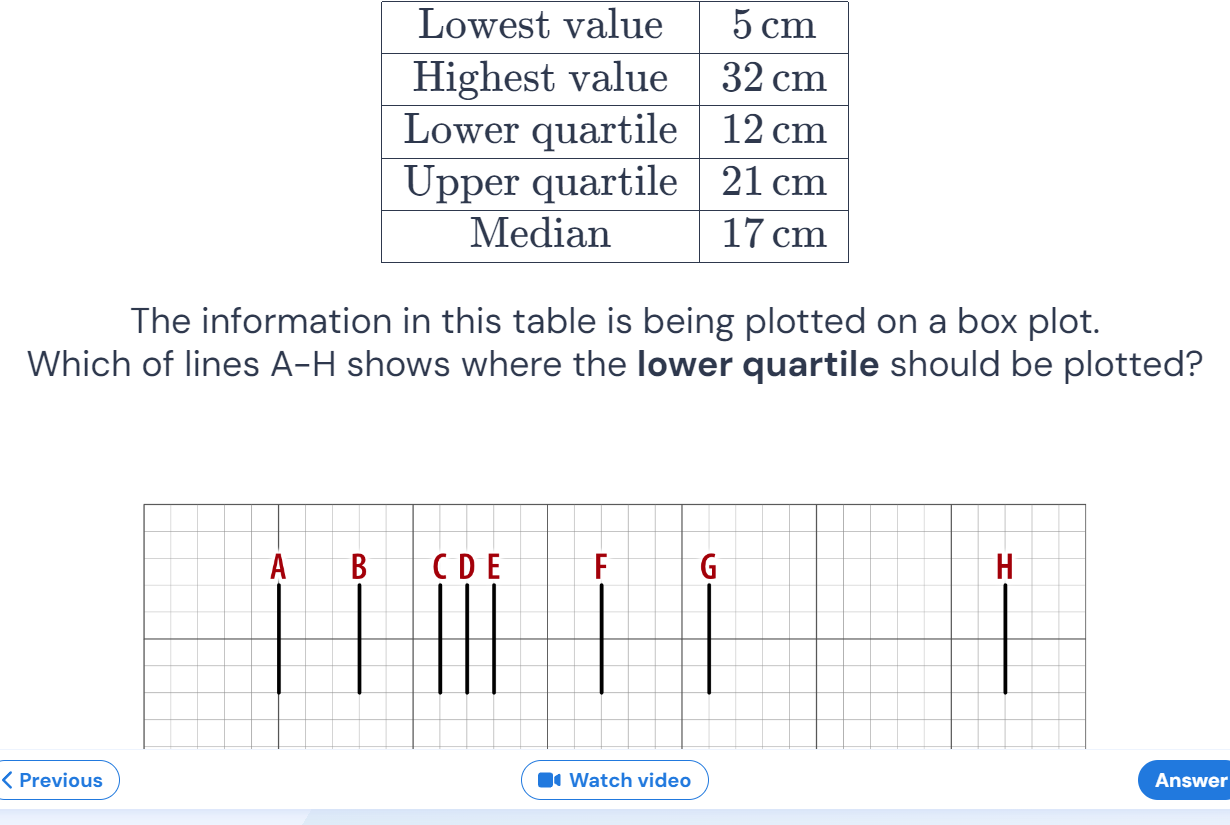 Lowest value 5 cm
Highest value 32 cm
Lower quartile 12 cm
Upper quartile 21 cm
Median 17 cm
The information in this table is being plotted on a box plot.
Which of lines A-H shows where the lower quartile should be plotted?
A B C D E F G H
Previous Watch video Answer